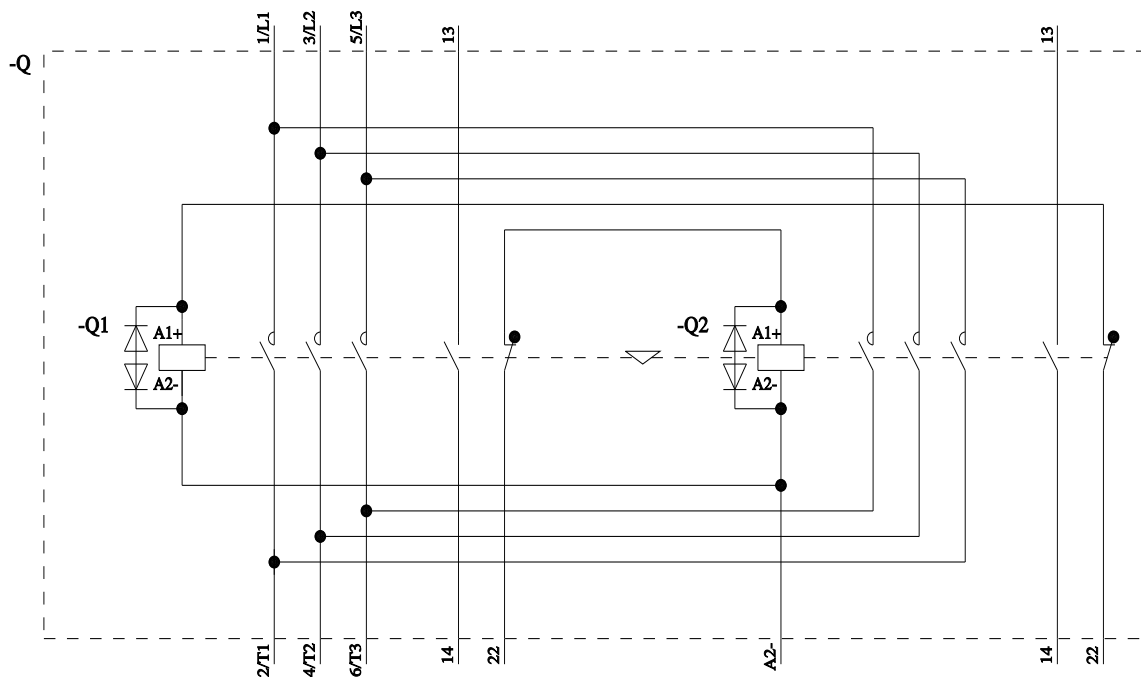 1/L1
3/L2
5/L3
13
13
-Q
-Q1
A1+
A2-
-Q2
A1+
A2-
2/T1
4/T2
6/T3
14
22
A2-
14
22